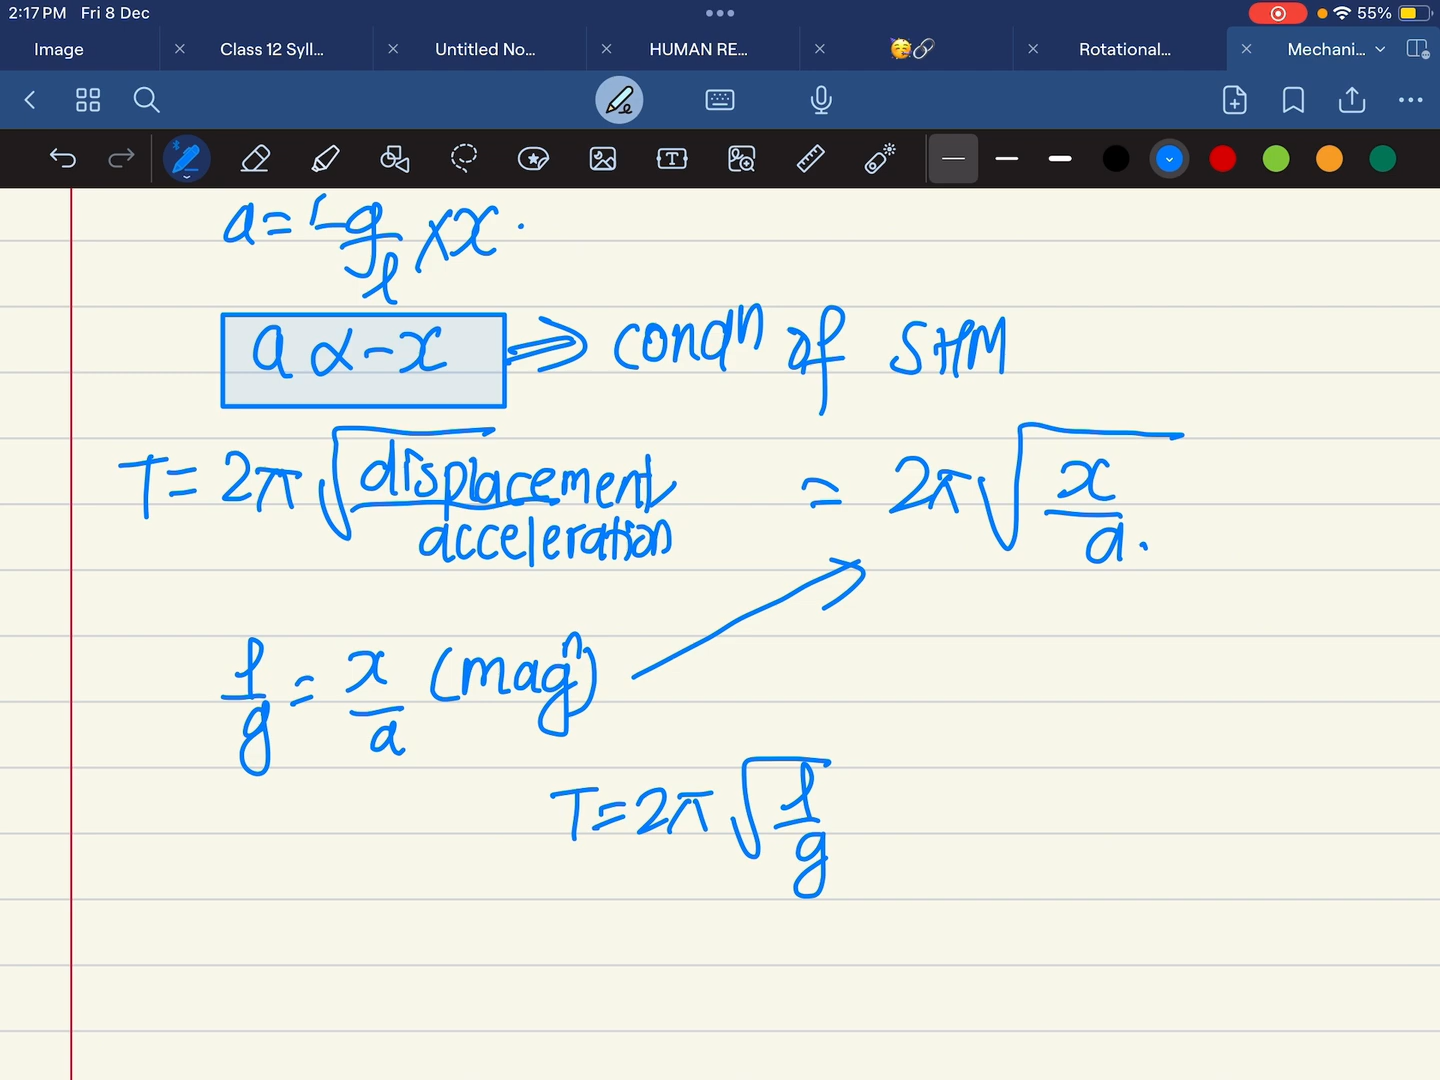 2:17 PM Fri 8 Dec 55%
Image Class 12 Syll... Untitled No... HUMAN RE... 🥳🔗 Rotational... Mechani...
a = -g/l × x.
a α -x ⇒ condⁿ of SHM
T = 2π √(displacement/acceleration) = 2π √(x/a).
l/g = x/a (magⁿ)
T = 2π √(l/g)